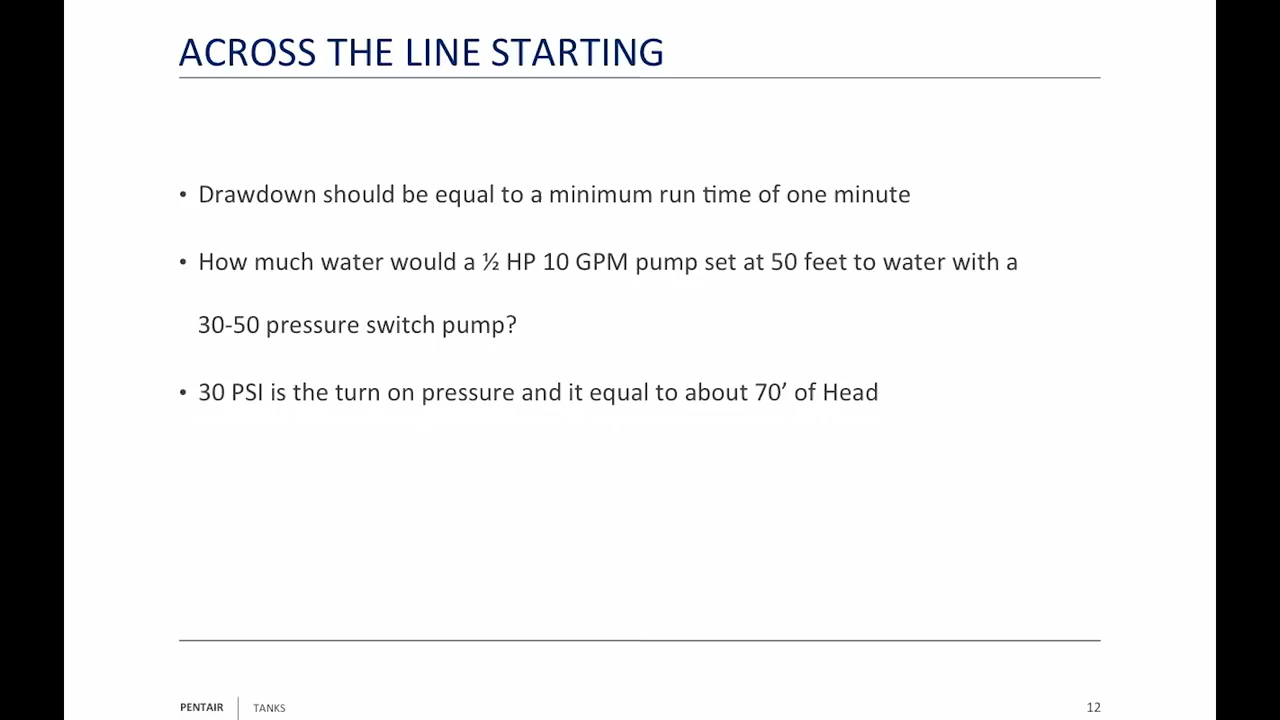 ACROSS THE LINE STARTING
• Drawdown should be equal to a minimum run time of one minute
• How much water would a ½ HP 10 GPM pump set at 50 feet to water with a
30-50 pressure switch pump?
• 30 PSI is the turn on pressure and it equal to about 70’ of Head
PENTAIR TANKS 12